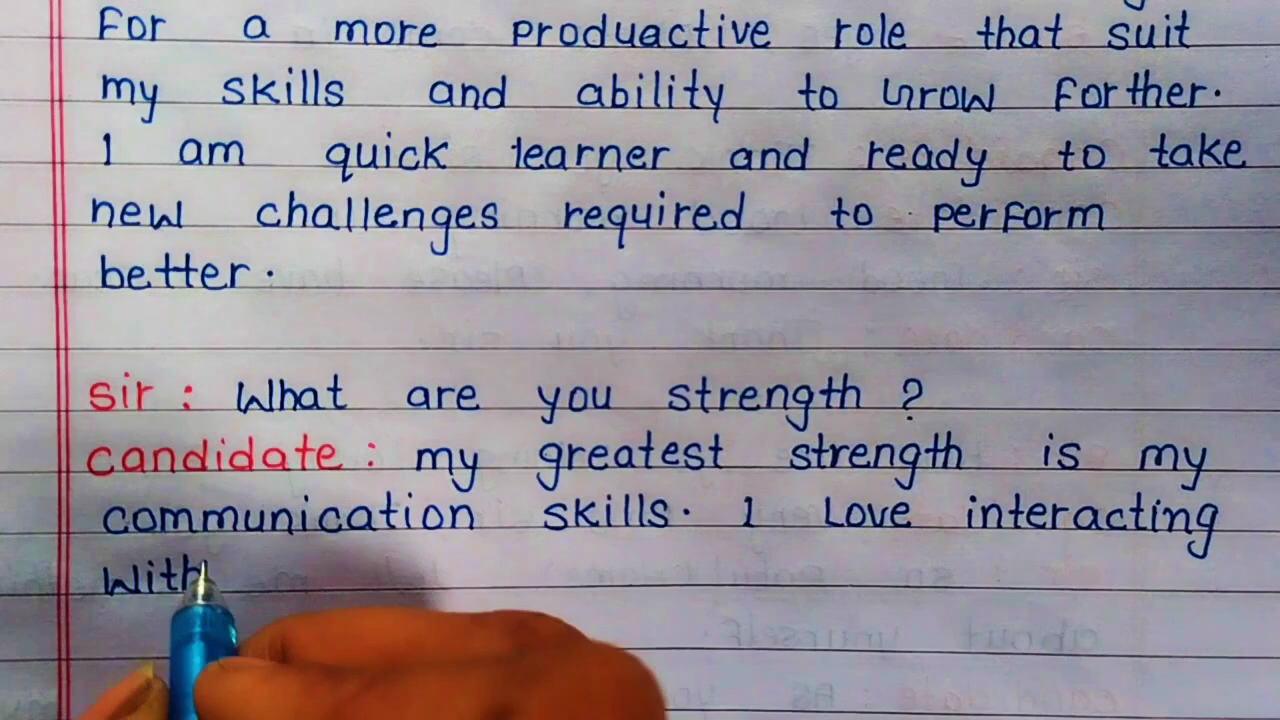 For a more produactive role that suit
my skills and ability to Grow Forther.
I am quick learner and ready to take
new challenges required to perform
better.
sir : What are you strength ?
candidate : my greatest strength is my
communication skills. I Love interacting
With